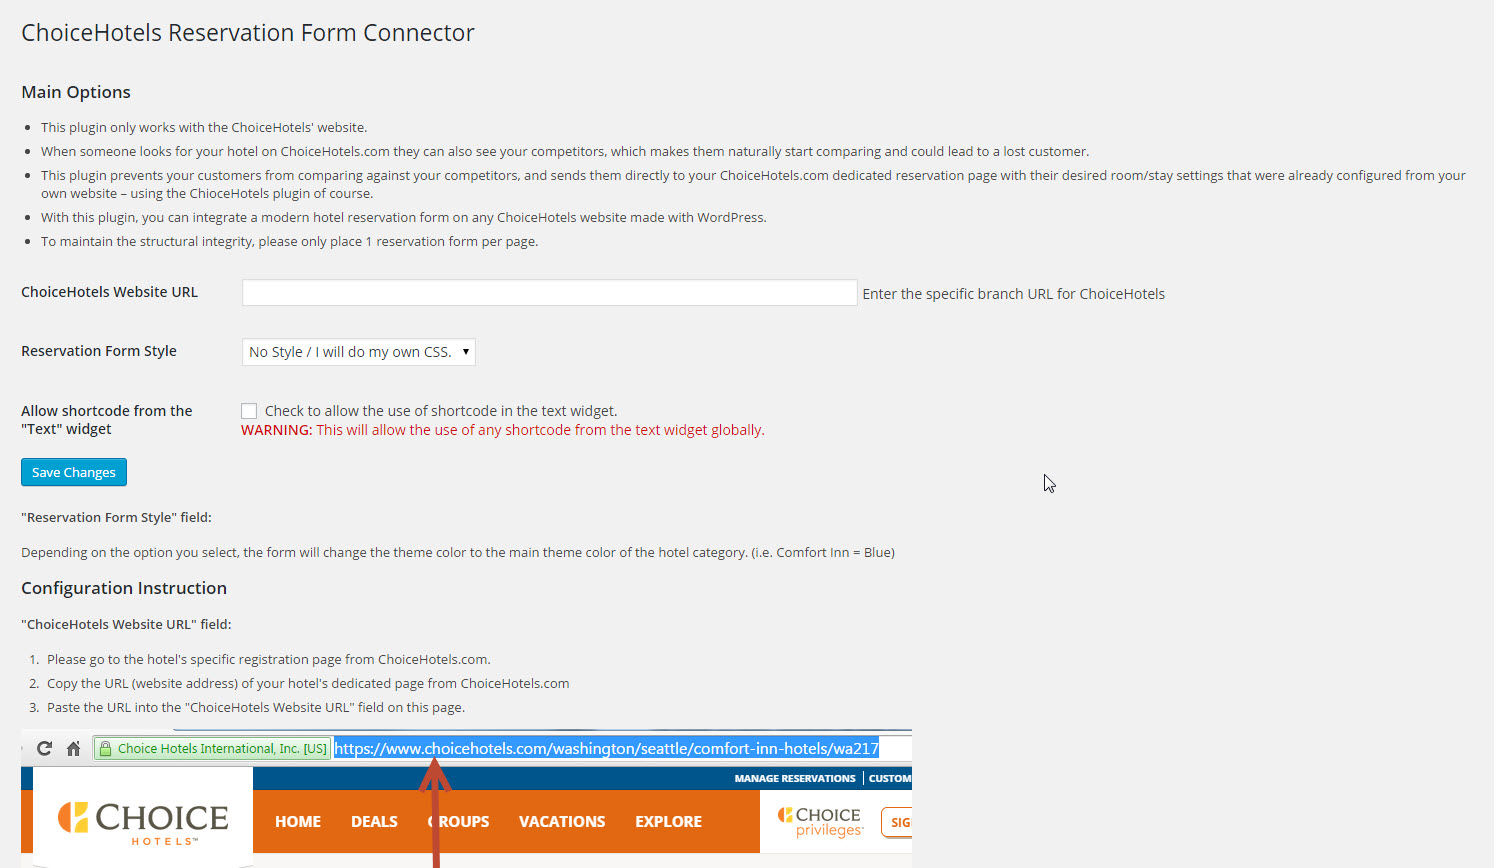 ChoiceHotels Reservation Form Connector
Main Options
This plugin only works with the ChoiceHotels' website.
When someone looks for your hotel on ChoiceHotels.com they can also see your competitors, which makes them naturally start comparing and could lead to a lost customer.
This plugin prevents your customers from comparing against your competitors, and sends them directly to your ChoiceHotels.com dedicated reservation page with their desired room/stay settings that were already configured from your
own website – using the ChioceHotels plugin of course.
With this plugin, you can integrate a modern hotel reservation form on any ChoiceHotels website made with WordPress.
To maintain the structural integrity, please only place 1 reservation form per page.
ChoiceHotels Website URL Enter the specific branch URL for ChoiceHotels
Reservation Form Style No Style / I will do my own CSS.
Allow shortcode from the Check to allow the use of shortcode in the text widget.
"Text" widget WARNING: This will allow the use of any shortcode from the text widget globally.
Save Changes
"Reservation Form Style" field:
Depending on the option you select, the form will change the theme color to the main theme color of the hotel category. (i.e. Comfort Inn = Blue)
Configuration Instruction
"ChoiceHotels Website URL" field:
1. Please go to the hotel's specific registration page from ChoiceHotels.com.
2. Copy the URL (website address) of your hotel's dedicated page from ChoiceHotels.com
3. Paste the URL into the "ChoiceHotels Website URL" field on this page.
Choice Hotels International, Inc. [US] https://www.choicehotels.com/washington/seattle/comfort-inn-hotels/wa217
MANAGE RESERVATIONS CUSTOM
CHOICE HOTELS™ HOME DEALS GROUPS VACATIONS EXPLORE CHOICE privileges SIG